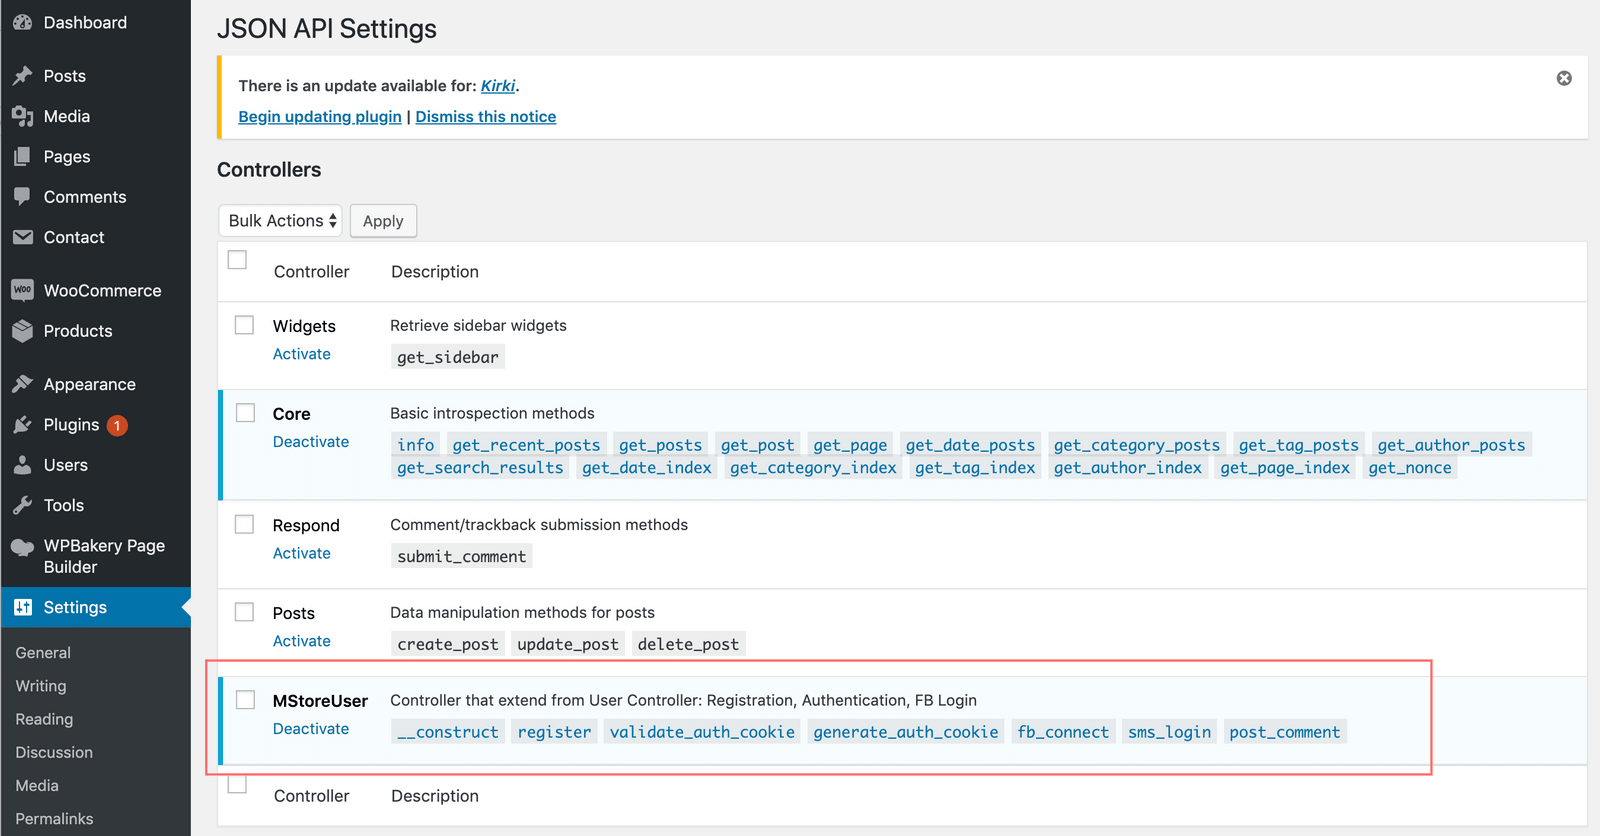 Dashboard
Posts
Media
Pages
Comments
Contact
WOO WooCommerce
Products
Appearance
Plugins 1
Users
Tools
WPBakery Page
Builder
Settings
General
Writing
Reading
Discussion
Media
Permalinks
JSON API Settings
There is an update available for: Kirki.
Begin updating plugin | Dismiss this notice
Controllers
Bulk Actions Apply
Controller Description
Widgets Retrieve sidebar widgets
Activate get_sidebar
Core Basic introspection methods
Deactivate info get_recent_posts get_posts get_post get_page get_date_posts get_category_posts get_tag_posts get_author_posts
get_search_results get_date_index get_category_index get_tag_index get_author_index get_page_index get_nonce
Respond Comment/trackback submission methods
Activate submit_comment
Posts Data manipulation methods for posts
Activate create_post update_post delete_post
MStoreUser Controller that extend from User Controller: Registration, Authentication, FB Login
Deactivate __construct register validate_auth_cookie generate_auth_cookie fb_connect sms_login post_comment
Controller Description